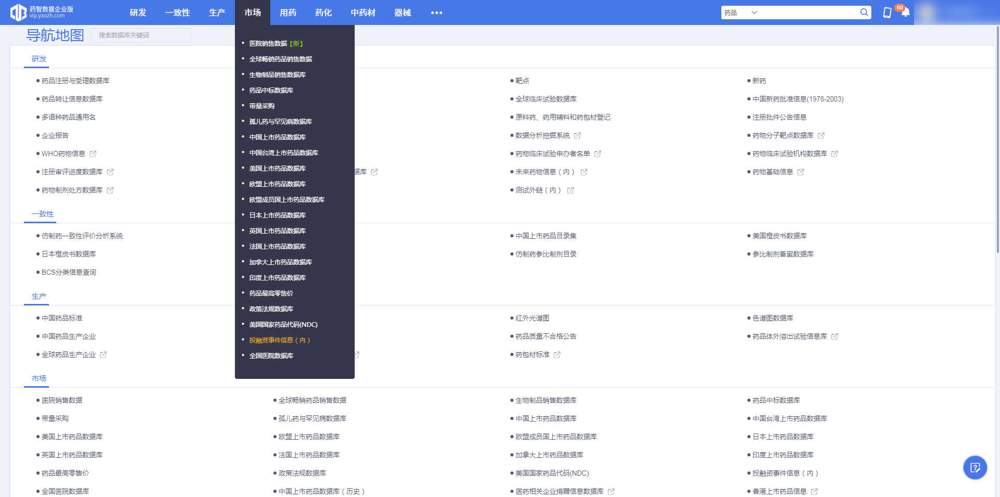 药智数据企业版
vip.yaozh.com
研发 一致性 生产 市场 用药 药化 中药材 器械 •••
药品
60
导航地图
搜索数据库关键词
• 医院销售数据【新】
• 全球畅销药品销售数据
• 生物制品销售数据库
• 药品中标数据库
• 带量采购
• 孤儿药与罕见病数据库
• 中国上市药品数据库
• 中国台湾上市药品数据库
• 美国上市药品数据库
• 欧盟上市药品数据库
• 欧盟成员国上市药品数据库
• 日本上市药品数据库
• 英国上市药品数据库
• 法国上市药品数据库
• 加拿大上市药品数据库
• 印度上市药品数据库
• 药品最高零售价
• 政策法规数据库
• 美国国家药品代码(NDC)
• 投融资事件信息（内）
• 全国医院数据库
研发
药品注册与受理数据库 靶点 新药
药品转让信息数据库 全球临床试验数据库 中国新药批准信息(1978-2003)
多语种药品通用名 原料药、药用辅料和药包材登记 注册批件公告信息
企业报告 数据分析挖掘系统 药物分子靶点数据库
WHO药物信息 药物临床试验申办者名单 药物临床试验机构数据库
注册审评进度数据库 据库 未来药物信息（内） 药物基础信息
药物制剂处方数据库 测试外链（内）
一致性
仿制药一致性评价分析系统 中国上市药品目录集 美国橙皮书数据库
日本橙皮书数据库 仿制药参比制剂目录 参比制剂备案数据库
BCS分类信息查询
生产
中国药品标准 红外光谱图 色谱图数据库
中国药品生产企业 药品质量不合格公告 药品体外溶出试验信息库
全球药品生产企业 药包材标准
市场
医院销售数据 全球畅销药品销售数据 生物制品销售数据库 药品中标数据库
带量采购 孤儿药与罕见病数据库 中国上市药品数据库 中国台湾上市药品数据库
美国上市药品数据库 欧盟上市药品数据库 欧盟成员国上市药品数据库 日本上市药品数据库
英国上市药品数据库 法国上市药品数据库 加拿大上市药品数据库 印度上市药品数据库
药品最高零售价 政策法规数据库 美国国家药品代码(NDC) 投融资事件信息（内）
全国医院数据库 中国上市药品数据库（历史） 医药相关企业捐赠信息数据库 香港上市药品信息